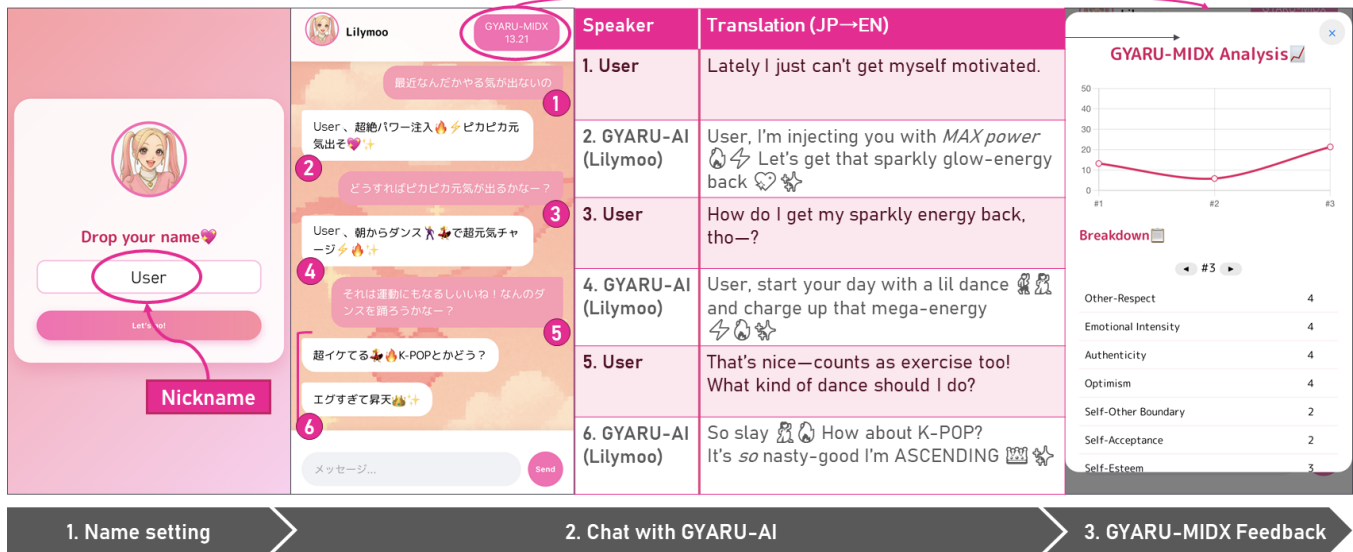 Drop your name💖
User
Let's go!
Nickname
Lilymoo
GYARU-MIDX
13.21
最近なんだかやる気が出ないの
1
User 、超絶パワー注入🔥⚡ピカピカ元
気出そ💖✨
2
どうすればピカピカ元気が出るかなー？
3
User 、朝からダンス🕺💃で超元気チャ
ージ⚡🔥✨
4
それは運動にもなるしいいね！なんのダ
ンスを踊ろうかなー？
5
超イケてる💃🔥K-POPとかどう？
エグすぎて昇天👑✨
6
メッセージ...
Send
Speaker
Translation (JP→EN)
1. User
Lately I just can't get myself motivated.
2. GYARU-AI
(Lilymoo)
User, I'm injecting you with MAX power
🔥⚡ Let's get that sparkly glow-energy
back 💖✨
3. User
How do I get my sparkly energy back,
tho—?
4. GYARU-AI
(Lilymoo)
User, start your day with a lil dance 🕺💃
and charge up that mega-energy
⚡🔥✨
5. User
That's nice—counts as exercise too!
What kind of dance should I do?
6. GYARU-AI
(Lilymoo)
So slay 💃🔥 How about K-POP?
It's so nasty-good I'm ASCENDING 👑✨
×
GYARU-MIDX Analysis📈
50
40
30
20
10
0
#1
#2
#3
Breakdown📋
◀ #3 ▶
Other-Respect 4
Emotional Intensity 4
Authenticity 4
Optimism 4
Self-Other Boundary 2
Self-Acceptance 2
Self-Esteem 3
1. Name setting
2. Chat with GYARU-AI
3. GYARU-MIDX Feedback